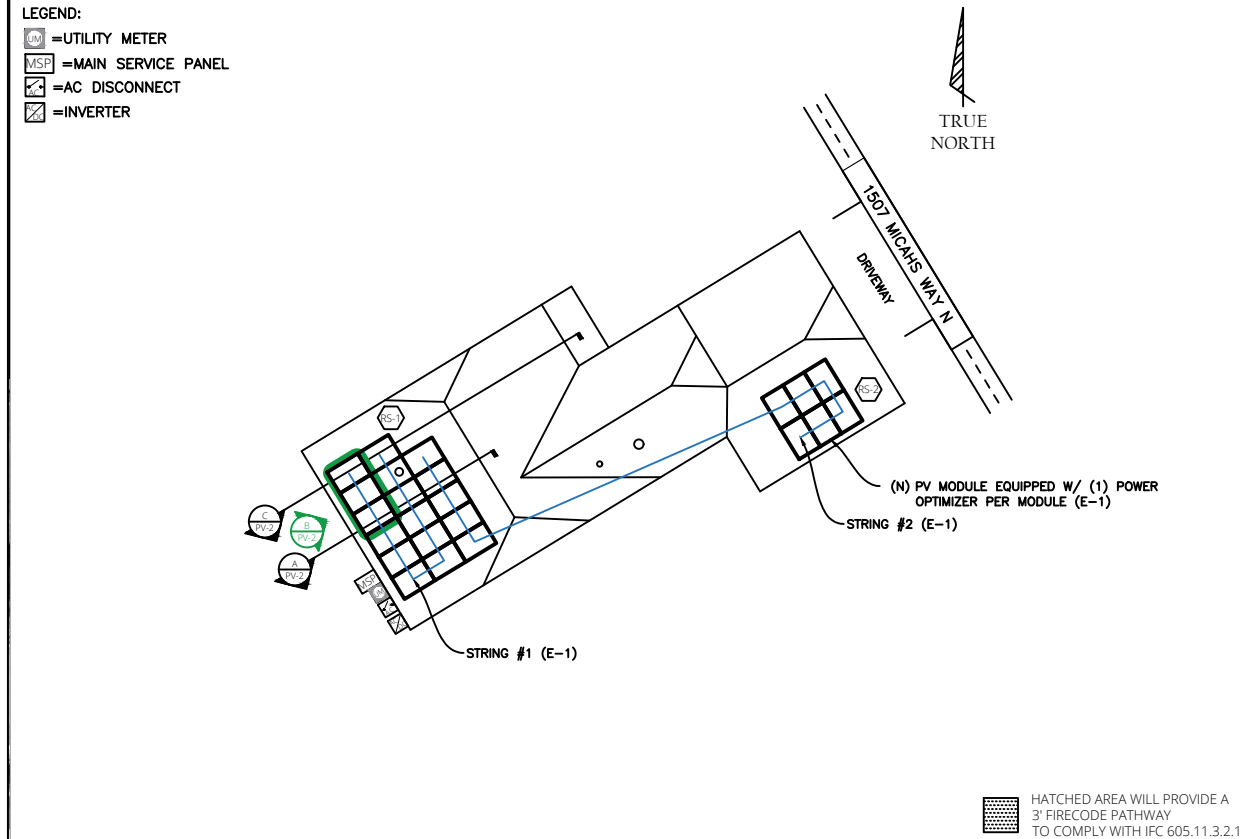 LEGEND:
UM =UTILITY METER
MSP =MAIN SERVICE PANEL
AC =AC DISCONNECT
AC DC =INVERTER
TRUE
NORTH
1507 MICAHS WAY N
DRIVEWAY
RS-1
RS-2
C
PV-2
B
PV-2
A
PV-2
MSP
UM
(N) PV MODULE EQUIPPED W/ (1) POWER
OPTIMIZER PER MODULE (E-1)
STRING #2 (E-1)
STRING #1 (E-1)
HATCHED AREA WILL PROVIDE A
3' FIRECODE PATHWAY
TO COMPLY WITH IFC 605.11.3.2.1